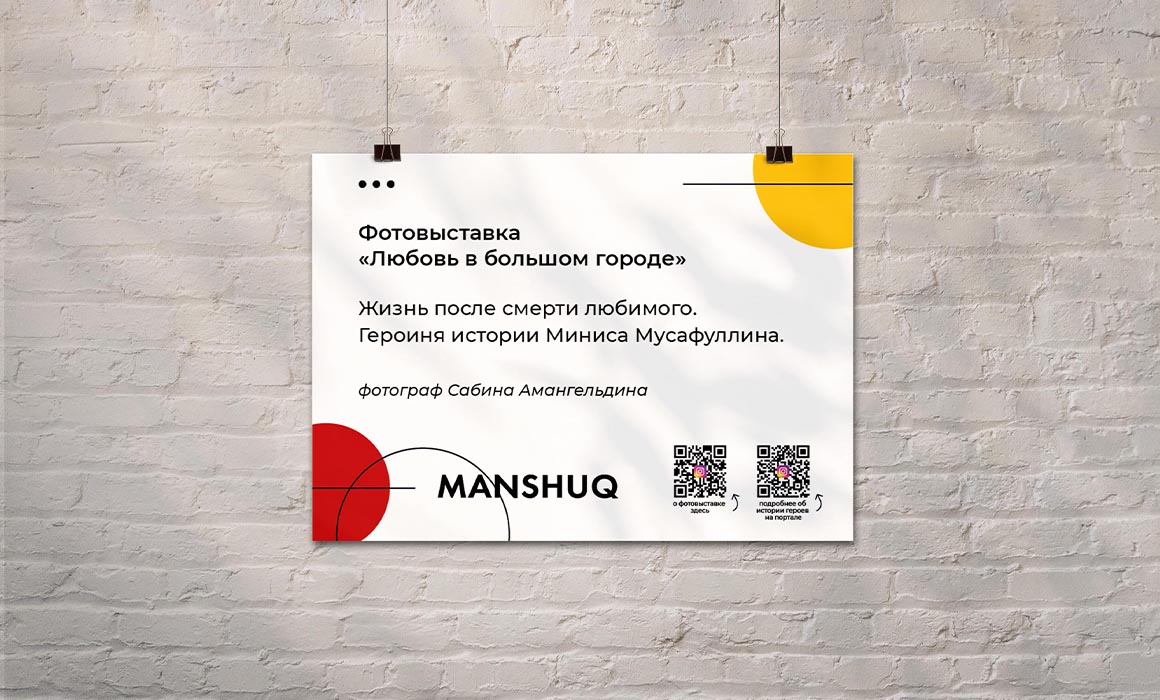 Фотовыставка
«Любовь в большом городе»
Жизнь после смерти любимого.
Героиня истории Миниса Мусафуллина.
фотограф Сабина Амангельдина
MANSHUQ
о фотовыставке
здесь
подробнее об
истории героев
на портале